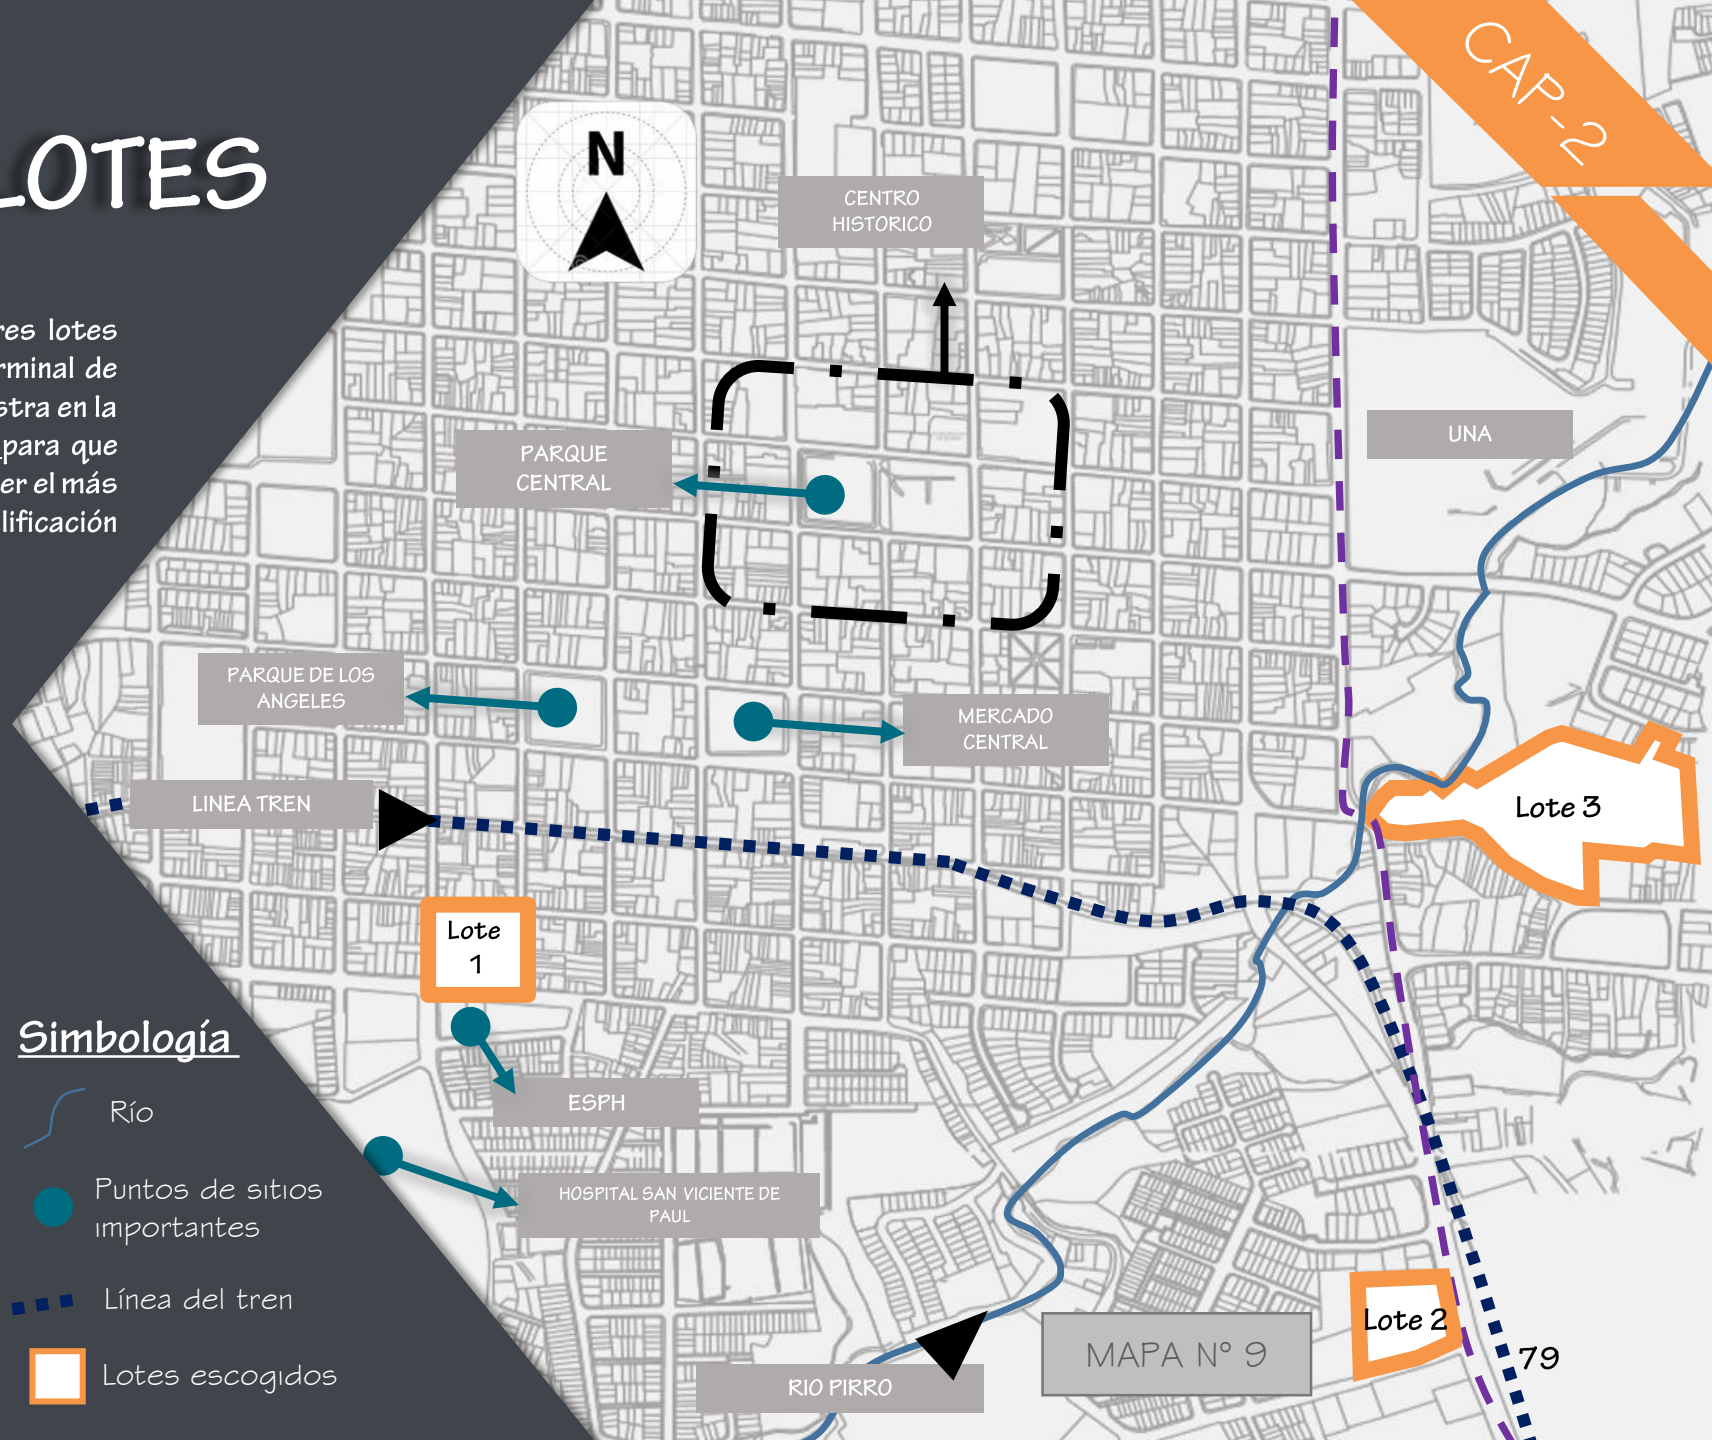 LOTES
res lotes
rminal de
stra en la
para que
er el más
lificación
N
CAP-2
CENTRO
HISTORICO
PARQUE
CENTRAL
UNA
PARQUE DE LOS
ANGELES
MERCADO
CENTRAL
LINEA TREN
Lote 3
Lote
1
ESPH
HOSPITAL SAN VICIENTE DE
PAUL
Lote 2
79
MAPA N° 9
RIO PIRRO
Simbología
Río
Puntos de sitios
importantes
Línea del tren
Lotes escogidos